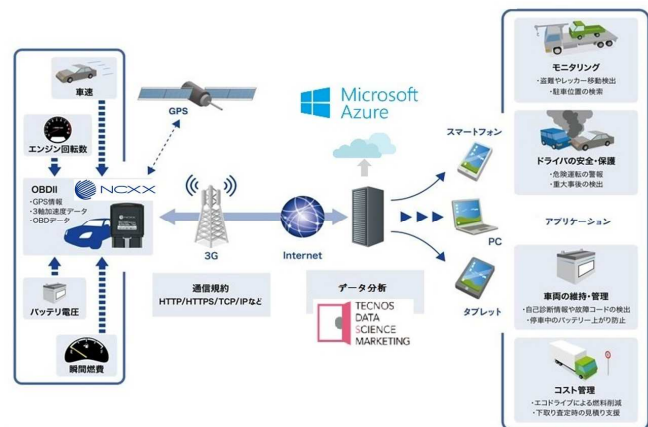 車速
エンジン回転数
OBDII
NCXX
・GPS情報
・3軸加速度データ
・OBDデータ
バッテリ電圧
瞬間燃費
GPS
3G
通信規約
HTTP/HTTPS/TCP/IPなど
Internet
Microsoft
Azure
データ分析
TECNOS
DATA
SCIENCE
MARKETING
スマートフォン
PC
タブレット
モニタリング
・盗難やレッカー移動検出
・駐車位置の検索
ドライバの安全・保護
・危険運転の警報
・重大事後の検出
アプリケーション
車両の維持・管理
・自己診断情報や故障コードの検出
・停車中のバッテリー上がり防止
コスト管理
・エコドライブによる燃料削減
・下取り査定時の見積り支援